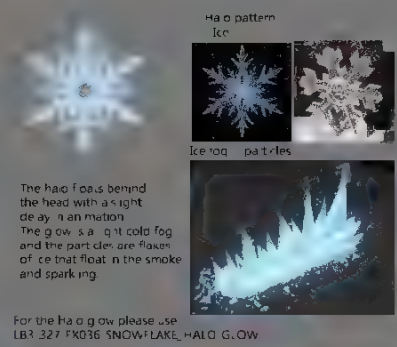 Halo pattern
Ice
Ice fog particles
The halo floats behind
the head with a slight
delay in animation
The glow is a light cold fog
and the particles are flakes
of ice that float in the smoke
and sparkling.
For the Halo glow please use
LB3_327_FX036_SNOWFLAKE_HALO_GLOW